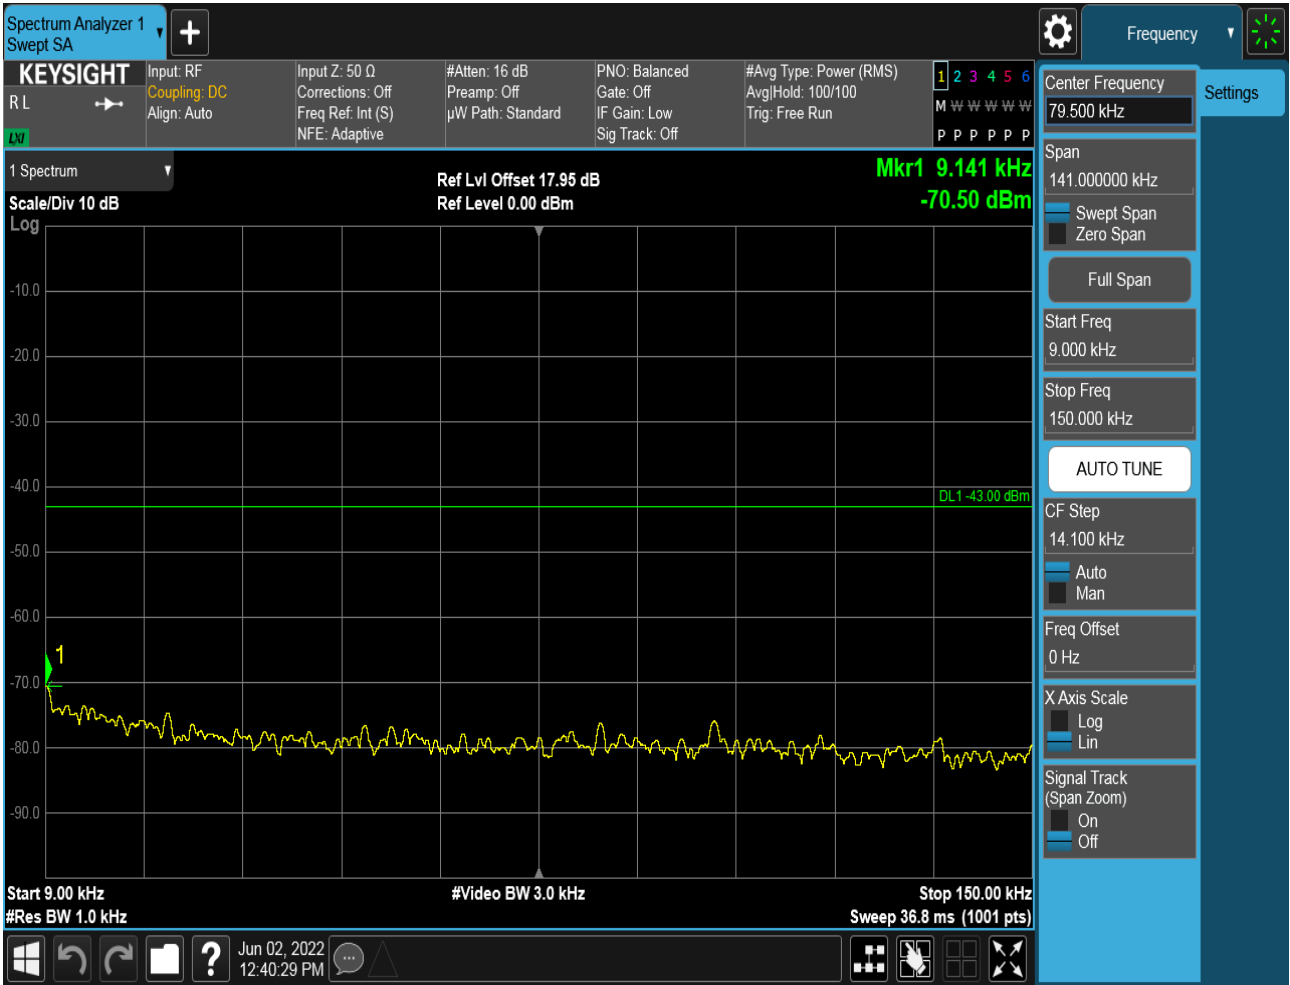 Spectrum Analyzer 1
Swept SA
Frequency
KEYSIGHT
R L
LXI
Input: RF
Coupling: DC
Align: Auto
Input Z: 50 Ω
Corrections: Off
Freq Ref: Int (S)
NFE: Adaptive
#Atten: 16 dB
Preamp: Off
µW Path: Standard
PNO: Balanced
Gate: Off
IF Gain: Low
Sig Track: Off
#Avg Type: Power (RMS)
Avg|Hold: 100/100
Trig: Free Run
1 2 3 4 5 6
M W W W W W
P P P P P P
1 Spectrum
Scale/Div 10 dB
Log
Ref Lvl Offset 17.95 dB
Ref Level 0.00 dBm
Mkr1 9.141 kHz
-70.50 dBm
-10.0
-20.0
-30.0
-40.0
DL1 -43.00 dBm
-50.0
-60.0
1
-70.0
-80.0
-90.0
Start 9.00 kHz
#Res BW 1.0 kHz
#Video BW 3.0 kHz
Stop 150.00 kHz
Sweep 36.8 ms (1001 pts)
Center Frequency
79.500 kHz
Settings
Span
141.000000 kHz
Swept Span
Zero Span
Full Span
Start Freq
9.000 kHz
Stop Freq
150.000 kHz
AUTO TUNE
CF Step
14.100 kHz
Auto
Man
Freq Offset
0 Hz
X Axis Scale
Log
Lin
Signal Track
(Span Zoom)
On
Off
?
Jun 02, 2022
12:40:29 PM